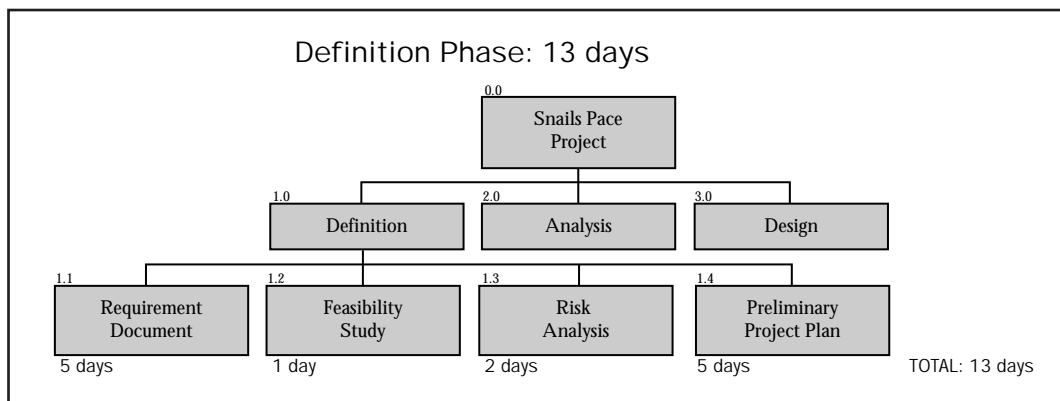 Definition Phase: 13 days
0.0
Snails Pace
Project
1.0
Definition
2.0
Analysis
3.0
Design
1.1
Requirement
Document
5 days
1.2
Feasibility
Study
1 day
1.3
Risk
Analysis
2 days
1.4
Preliminary
Project Plan
5 days
TOTAL: 13 days